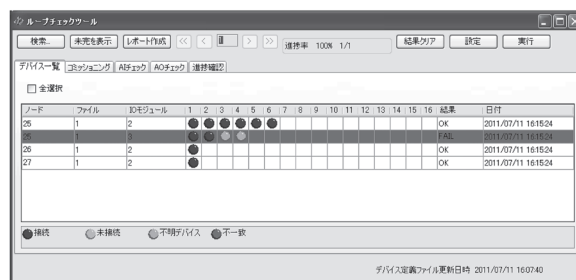 ループチェックツール
検索... 未完を表示 レポート作成 << < 1 > >> 進捗率 100% 1/1 結果クリア 設定 実行
デバイス一覧 コミッショニング AIチェック AOチェック 進捗確認
全選択
ノード ファイル IOモジュール 1 2 3 4 5 6 7 8 9 10 11 12 13 14 15 16 結果 日付
25 1 2 OK 2011/07/11 16:15:24
25 1 3 FAIL 2011/07/11 16:15:24
26 1 2 OK 2011/07/11 16:15:24
27 1 2 OK 2011/07/11 16:15:24
接続 未接続 不明デバイス 不一致
デバイス定義ファイル更新日時 2011/07/11 16:07:40